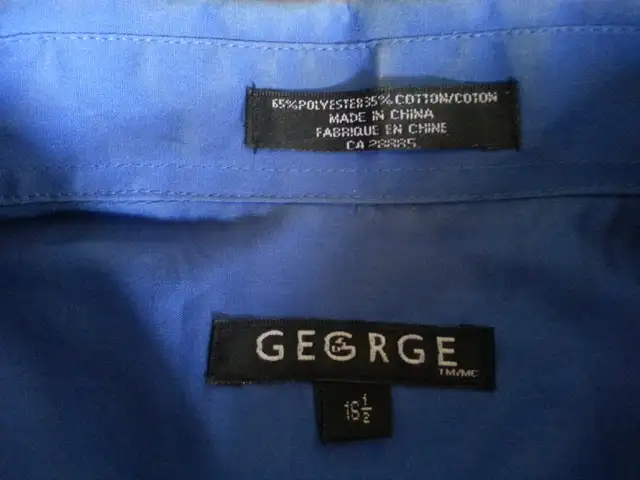 65%POLYESTER35%COTTON/COTON
MADE IN CHINA
FABRIQUE EN CHINE
CA 28885
GEORGE
TM/MC
16½